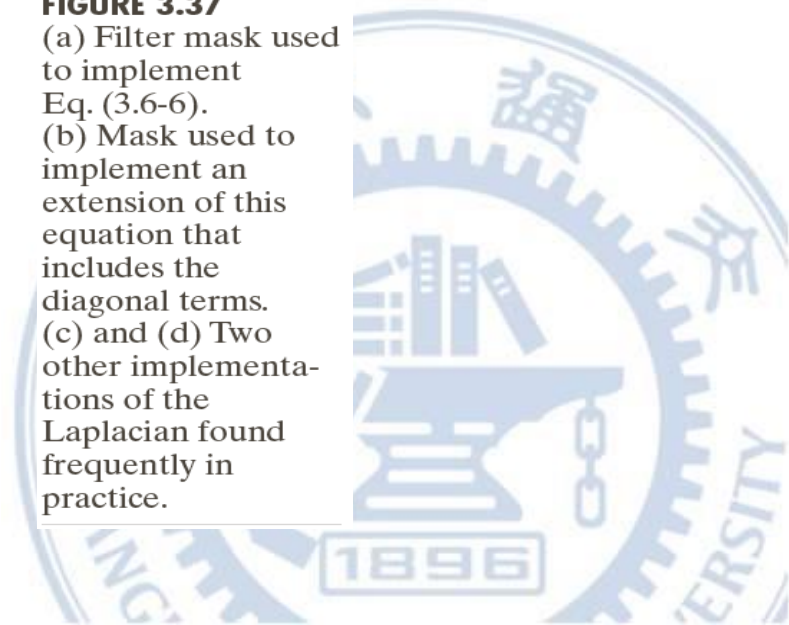 FIGURE 3.37
(a) Filter mask used
to implement
Eq. (3.6-6).
(b) Mask used to
implement an
extension of this
equation that
includes the
diagonal terms.
(c) and (d) Two
other implementa-
tions of the
Laplacian found
frequently in
practice.
通
交
1896